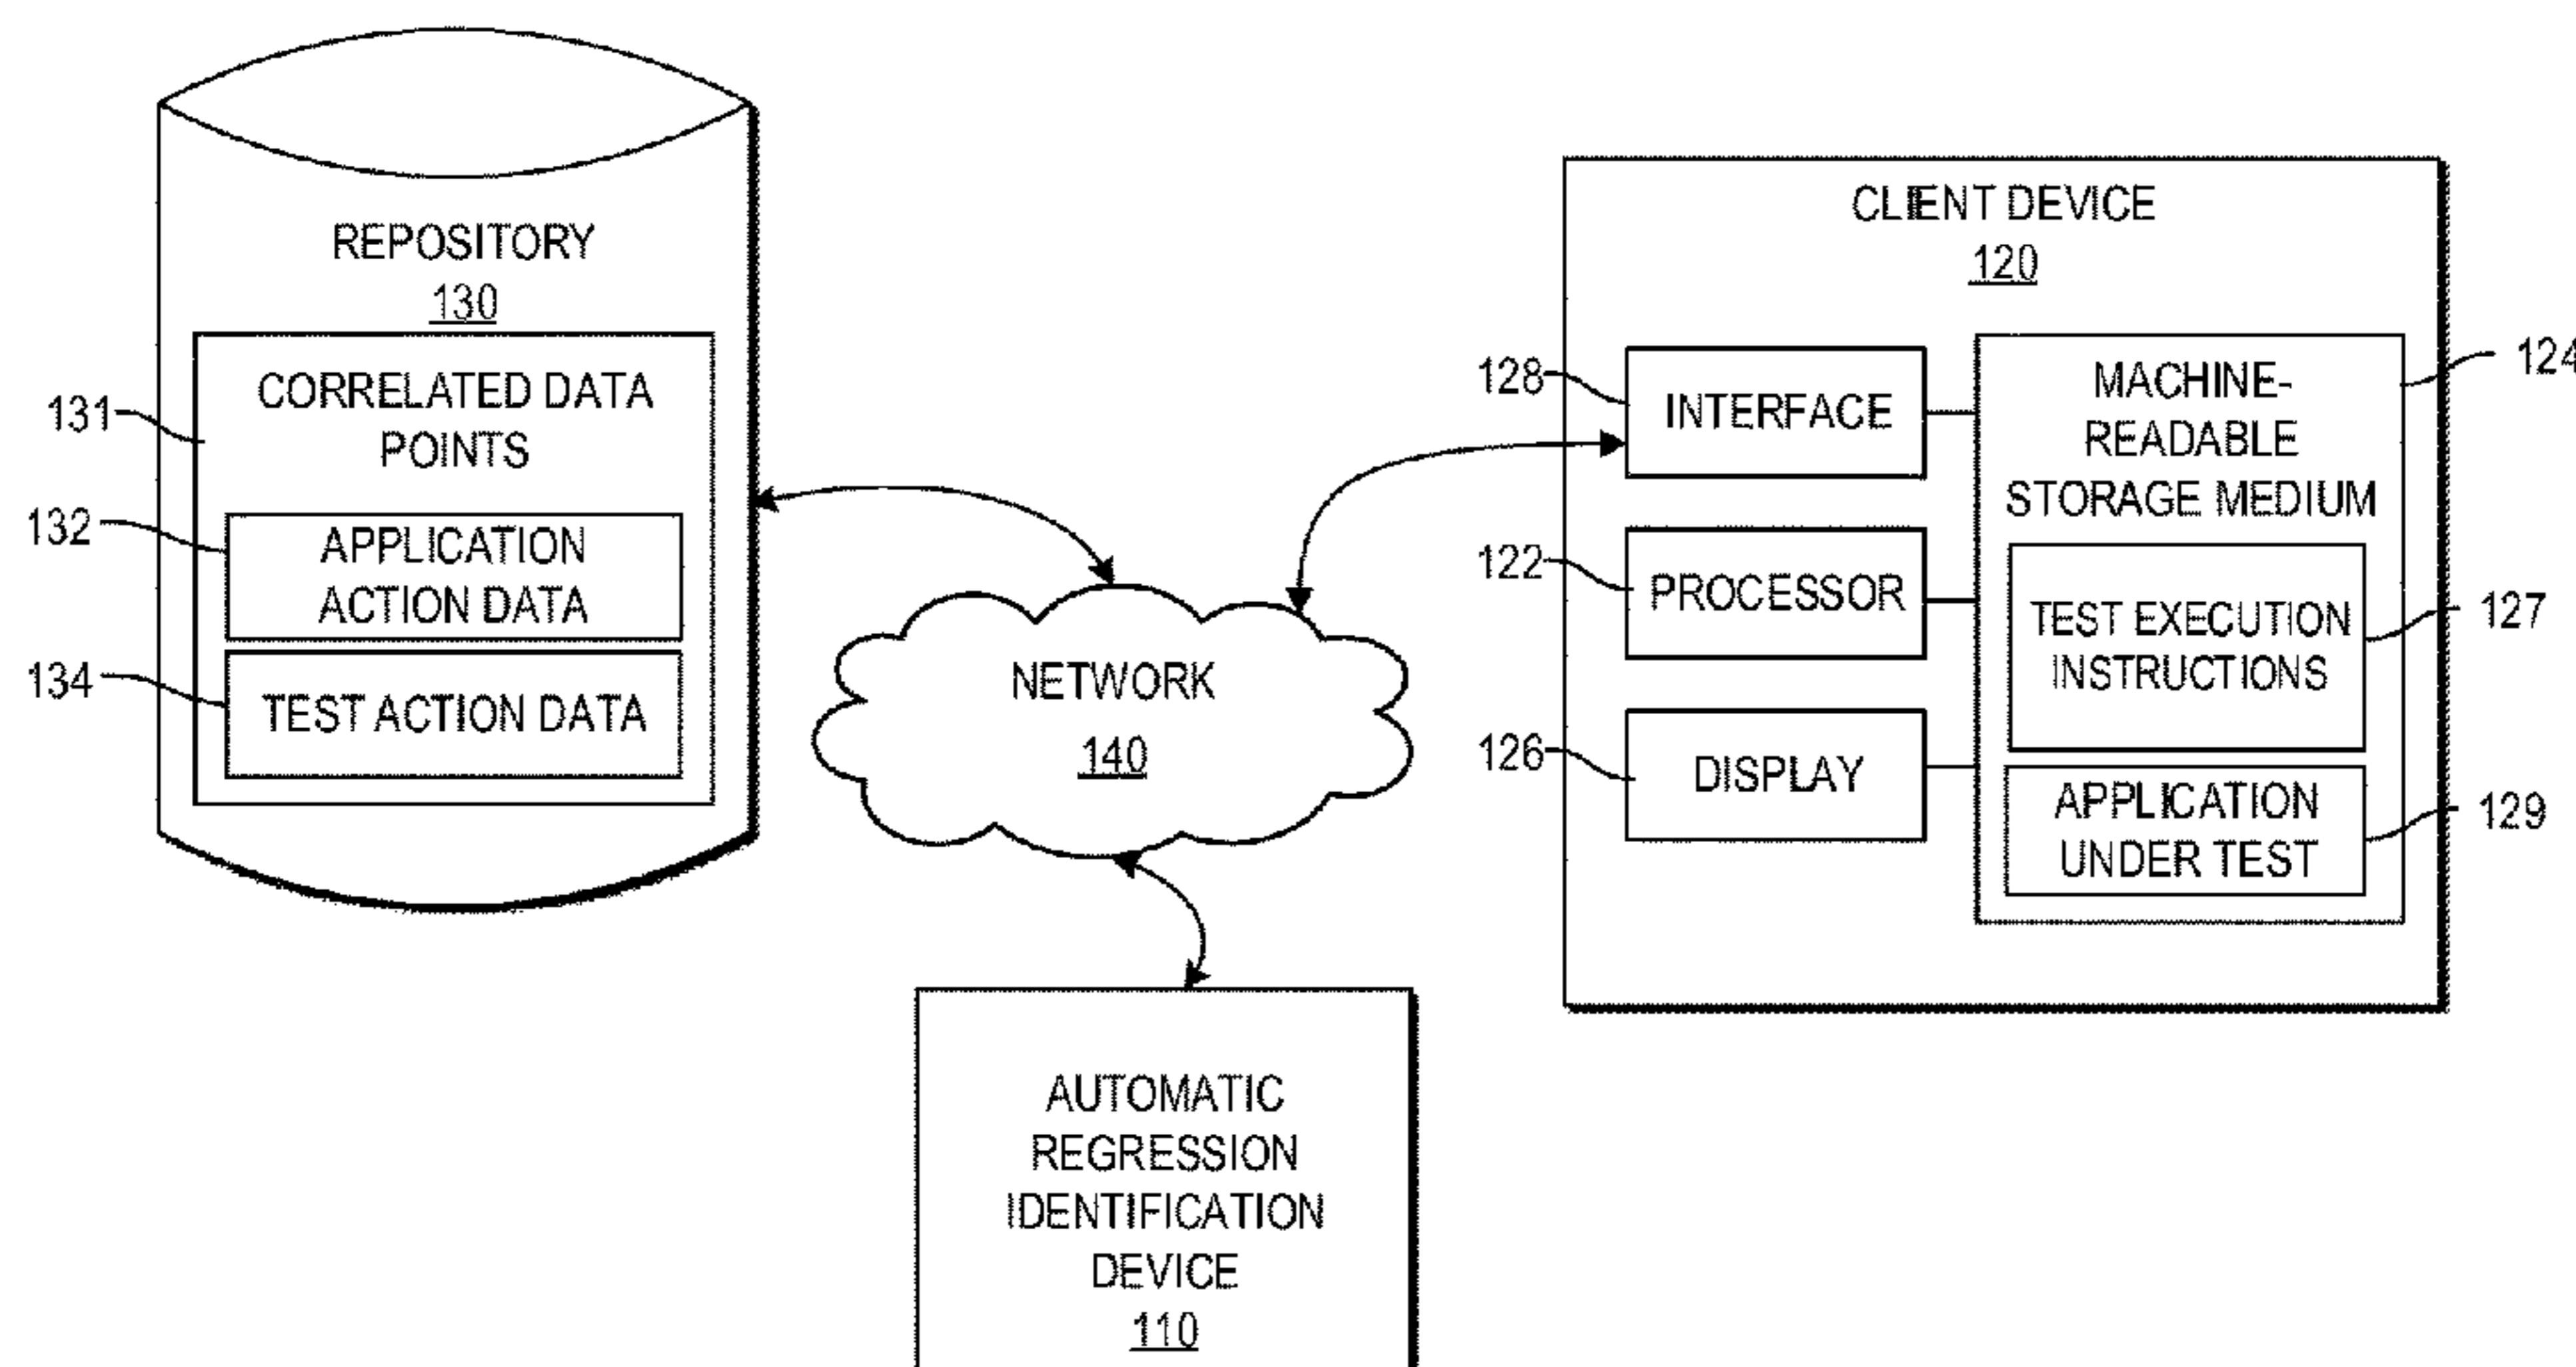 REPOSITORY
130
131
CORRELATED DATA
POINTS
132
APPLICATION
ACTION DATA
134
TEST ACTION DATA
NETWORK
140
CLIENT DEVICE
120
128
INTERFACE
122
PROCESSOR
126
DISPLAY
MACHINE-
READABLE
STORAGE MEDIUM
124
TEST EXECUTION
INSTRUCTIONS
127
APPLICATION
UNDER TEST
129
AUTOMATIC
REGRESSION
IDENTIFICATION
DEVICE
110